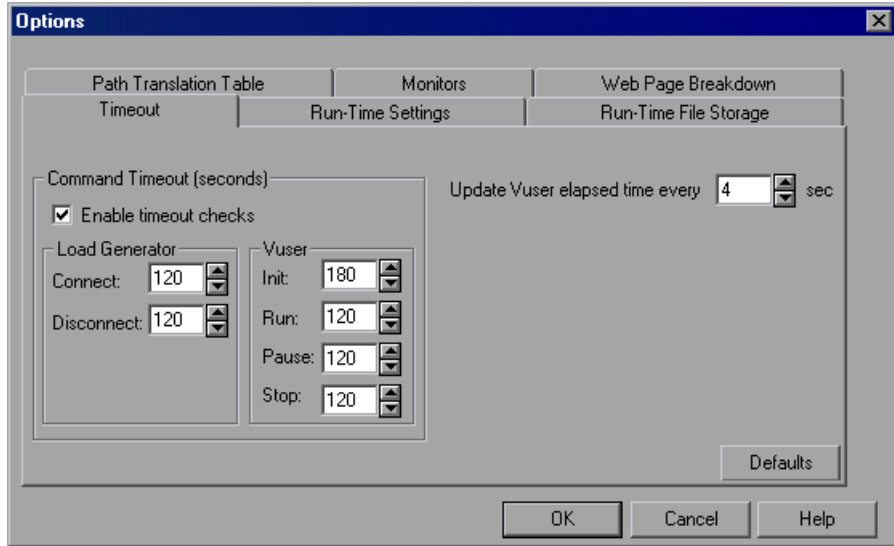 Options
Path Translation Table Monitors Web Page Breakdown
Timeout Run-Time Settings Run-Time File Storage
Command Timeout (seconds)
Enable timeout checks
Update Vuser elapsed time every 4 sec
Load Generator
Connect: 120
Disconnect: 120
Vuser
Init: 180
Run: 120
Pause: 120
Stop: 120
Defaults
OK Cancel Help